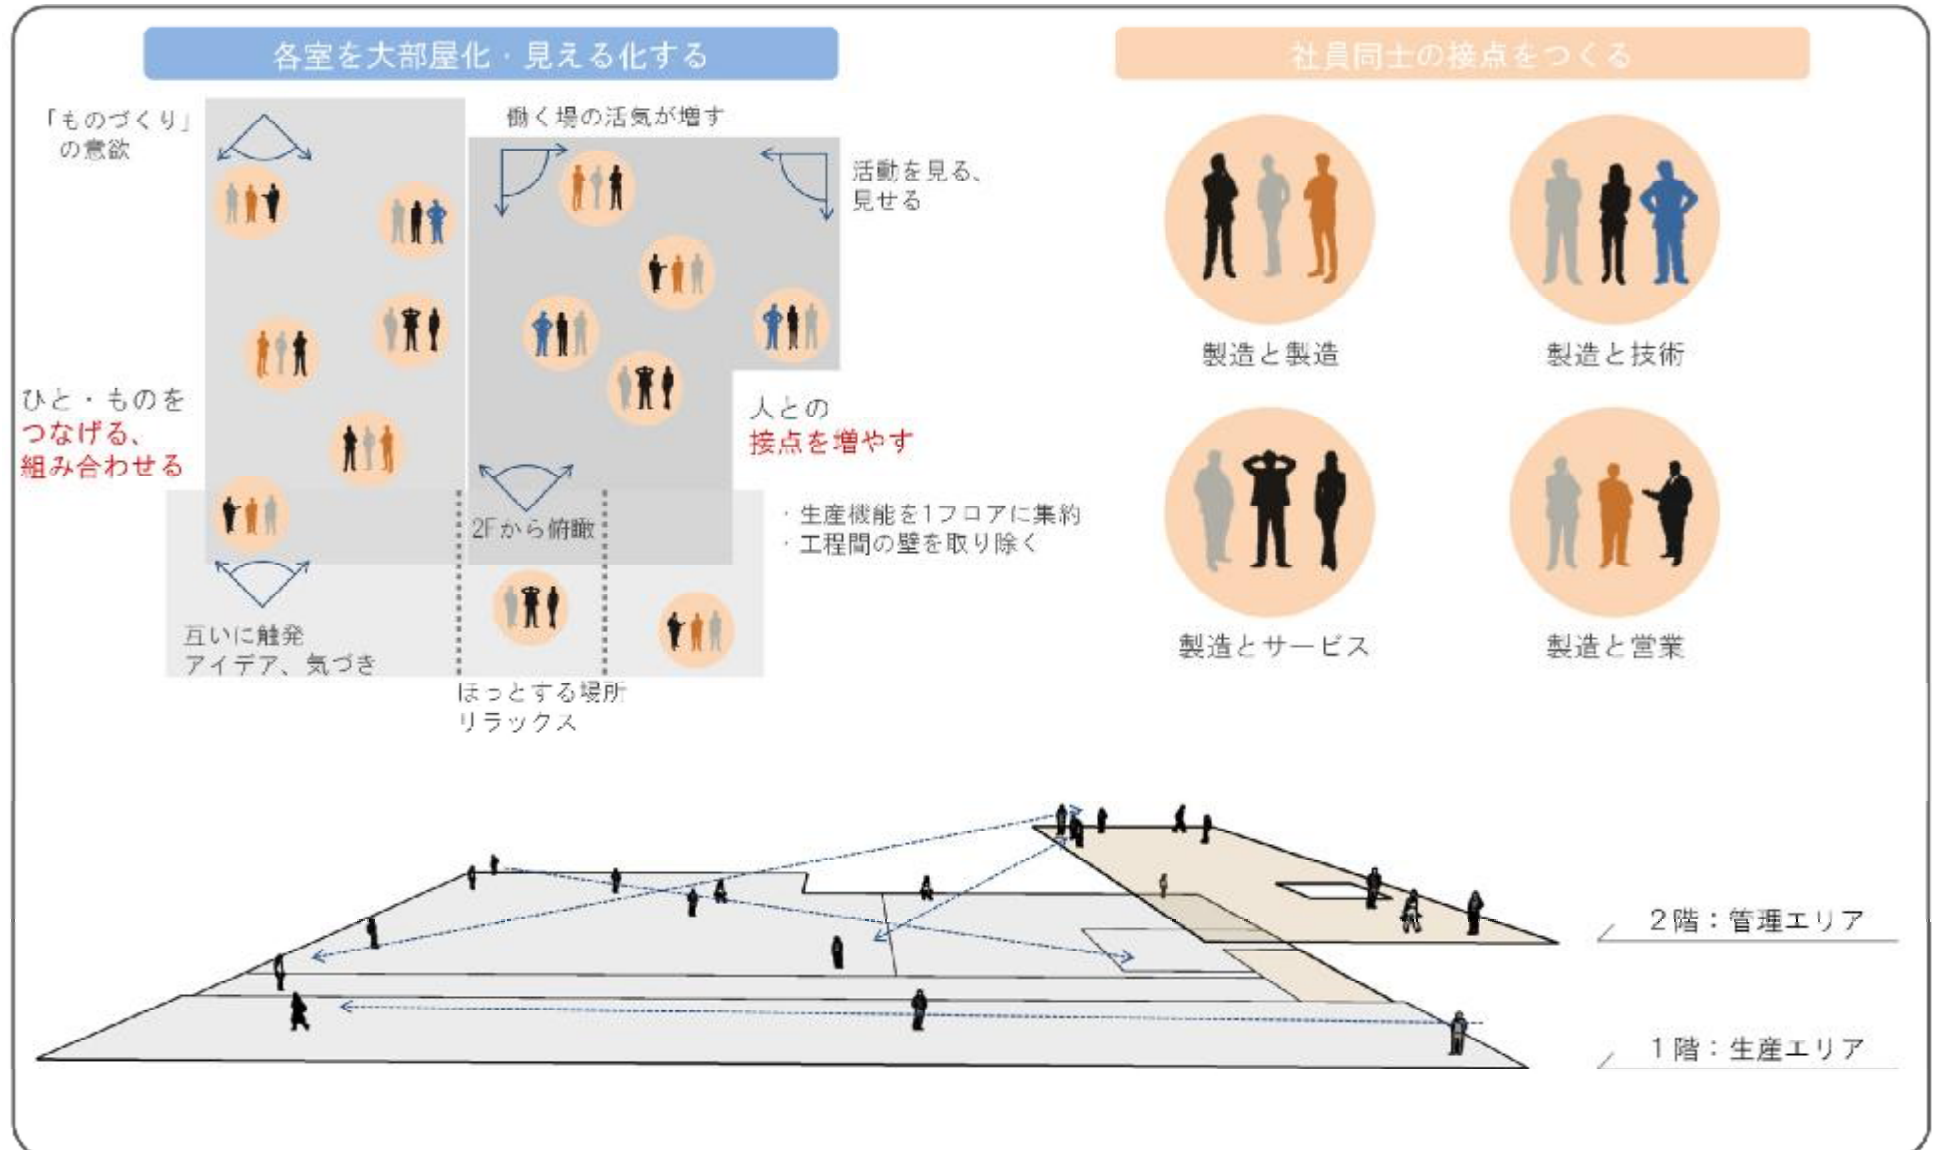 各室を大部屋化・見える化する
社員同士の接点をつくる
「ものづくり」
の意欲
働く場の活気が増す
活動を見る、
見せる
ひと・ものを
つなげる、
組み合わせる
人との
接点を増やす
2Fから俯瞰
・生産機能を1フロアに集約
・工程間の壁を取り除く
互いに触発
アイデア、気づき
ほっとする場所
リラックス
製造と製造
製造と技術
製造とサービス
製造と営業
2階：管理エリア
1階：生産エリア